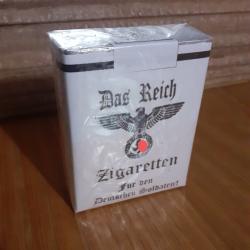 Das Reich
Zigaretten
Für den
Deutschen Soldaten!